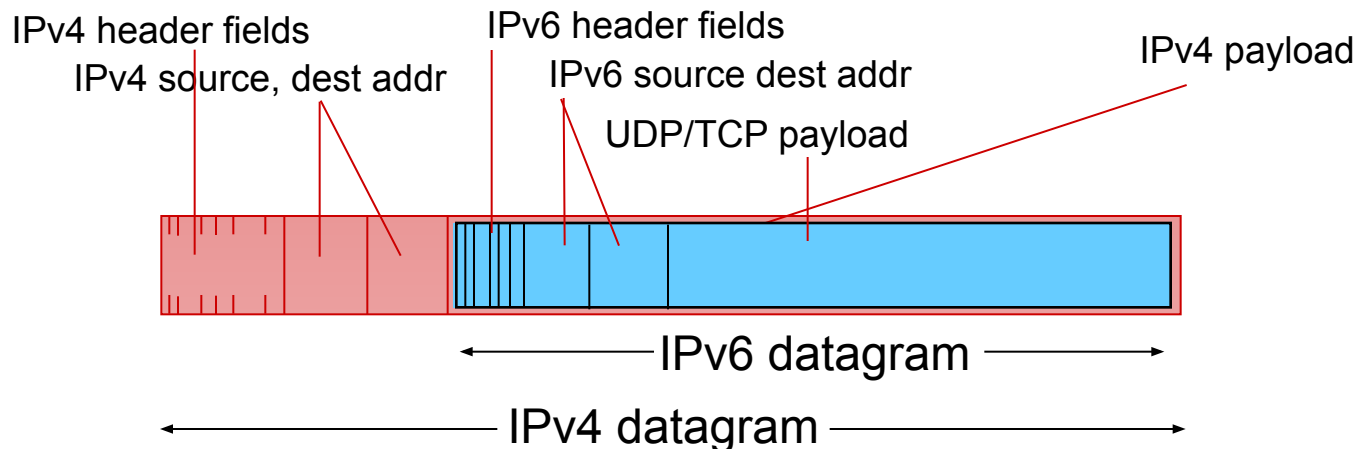 IPv4 header fields
IPv6 header fields
IPv4 payload
IPv4 source, dest addr
IPv6 source dest addr
UDP/TCP payload
IPv6 datagram
IPv4 datagram